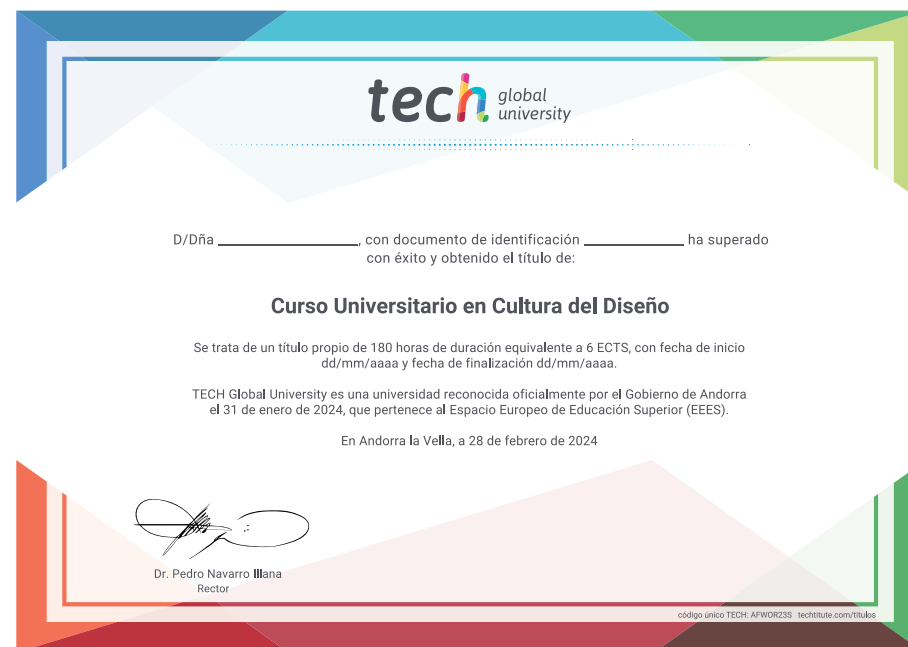 tech global university
D/Dña ____________________, con documento de identificación ______________ ha superado
con éxito y obtenido el título de:
Curso Universitario en Cultura del Diseño
Se trata de un título propio de 180 horas de duración equivalente a 6 ECTS, con fecha de inicio
dd/mm/aaaa y fecha de finalización dd/mm/aaaa.
TECH Global University es una universidad reconocida oficialmente por el Gobierno de Andorra
el 31 de enero de 2024, que pertenece al Espacio Europeo de Educación Superior (EEES).
En Andorra la Vella, a 28 de febrero de 2024
Dr. Pedro Navarro Illana
Rector
código único TECH: AFWOR23S techtitute.com/titulos